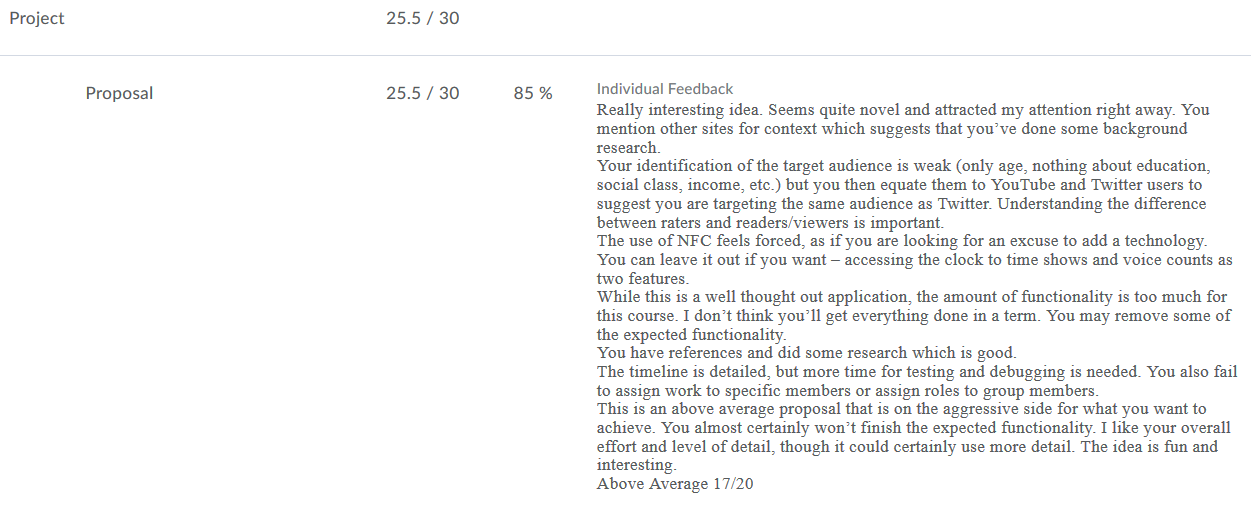 Project 25.5 / 30
Proposal 25.5 / 30 85 % Individual Feedback
Really interesting idea. Seems quite novel and attracted my attention right away. You
mention other sites for context which suggests that you’ve done some background
research.
Your identification of the target audience is weak (only age, nothing about education,
social class, income, etc.) but you then equate them to YouTube and Twitter users to
suggest you are targeting the same audience as Twitter. Understanding the difference
between raters and readers/viewers is important.
The use of NFC feels forced, as if you are looking for an excuse to add a technology.
You can leave it out if you want – accessing the clock to time shows and voice counts as
two features.
While this is a well thought out application, the amount of functionality is too much for
this course. I don’t think you’ll get everything done in a term. You may remove some of
the expected functionality.
You have references and did some research which is good.
The timeline is detailed, but more time for testing and debugging is needed. You also fail
to assign work to specific members or assign roles to group members.
This is an above average proposal that is on the aggressive side for what you want to
achieve. You almost certainly won’t finish the expected functionality. I like your overall
effort and level of detail, though it could certainly use more detail. The idea is fun and
interesting.
Above Average 17/20